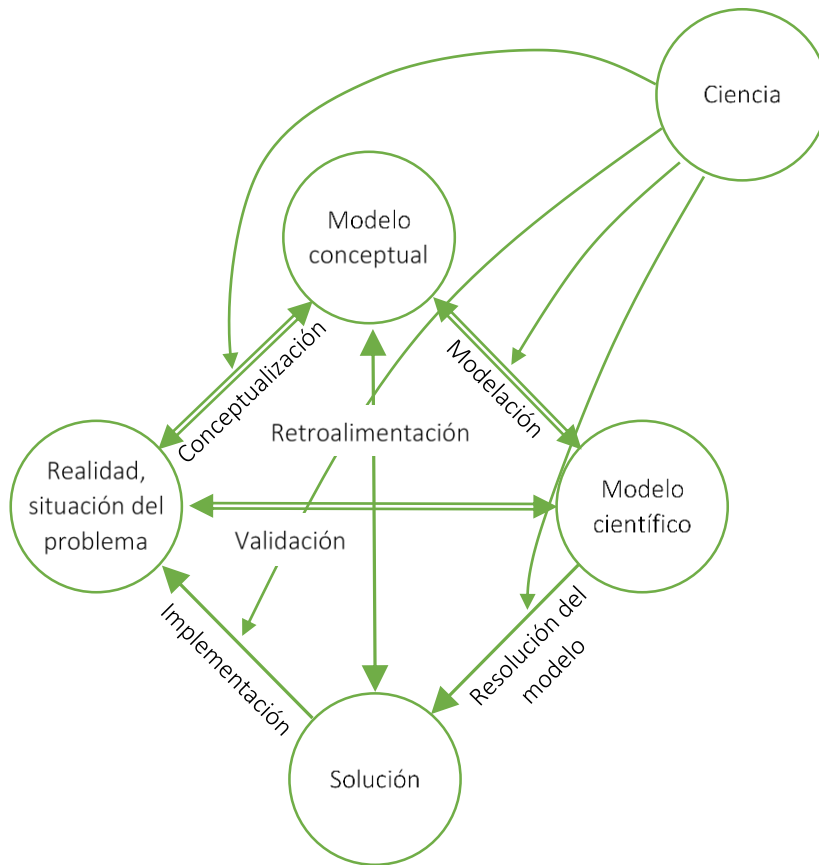 Ciencia
Modelo
conceptual
Conceptualización
Modelación
Retroalimentación
Realidad,
situación del
problema
Modelo
científico
Validación
Implementación
Resolución del
modelo
Solución